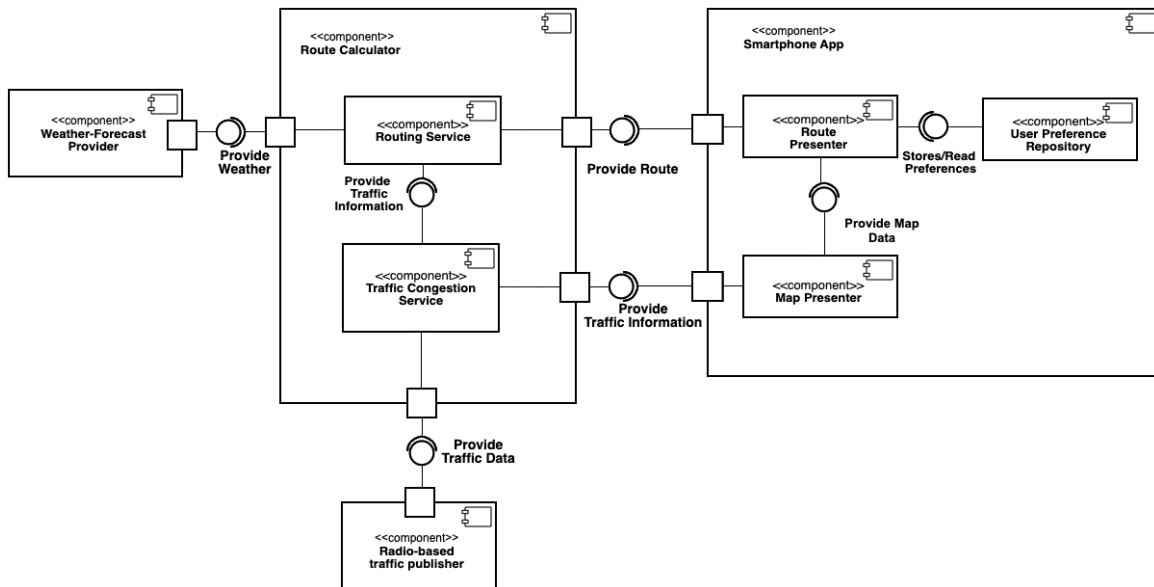 <<component>>
Route Calculator
<<component>>
Smartphone App
<<component>>
Weather-Forecast
Provider
Provide
Weather
<<component>>
Routing Service
Provide
Traffic
Information
Provide Route
<<component>>
Route
Presenter
Stores/Read
Preferences
<<component>>
User Preference
Repository
Provide Map
Data
<<component>>
Traffic Congestion
Service
Provide
Traffic Information
<<component>>
Map Presenter
Provide
Traffic Data
<<component>>
Radio-based
traffic publisher